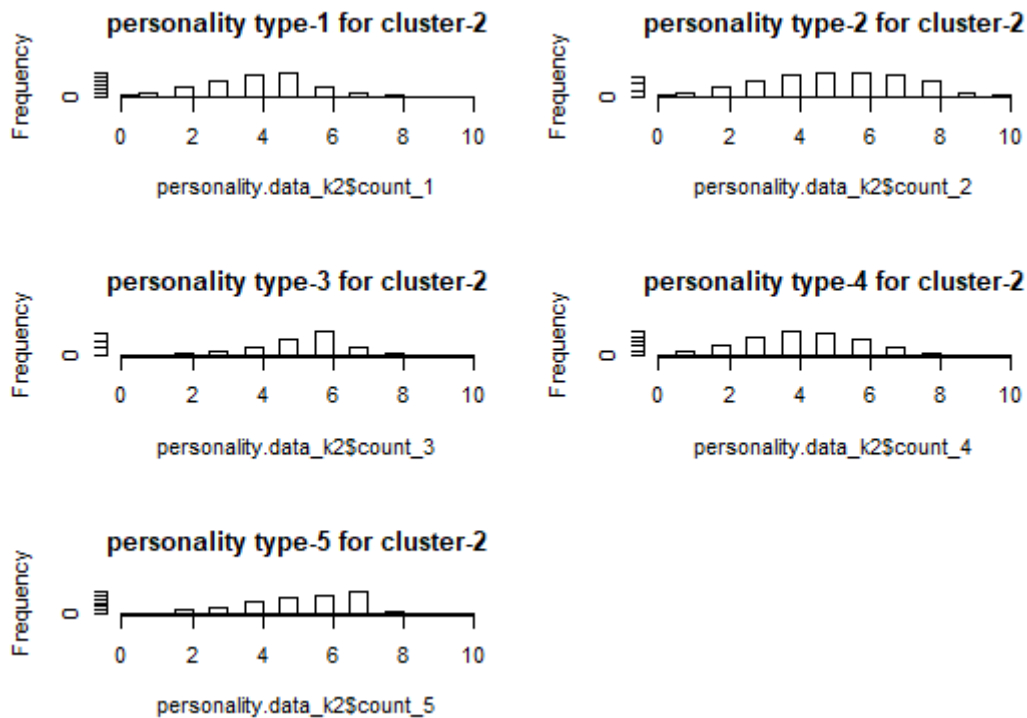 personality type-1 for cluster-2
Frequency
0
0 2 4 6 8 10
personality.data_k2$count_1
personality type-2 for cluster-2
Frequency
0
0 2 4 6 8 10
personality.data_k2$count_2
personality type-3 for cluster-2
Frequency
0
0 2 4 6 8 10
personality.data_k2$count_3
personality type-4 for cluster-2
Frequency
0
0 2 4 6 8 10
personality.data_k2$count_4
personality type-5 for cluster-2
Frequency
0
0 2 4 6 8 10
personality.data_k2$count_5